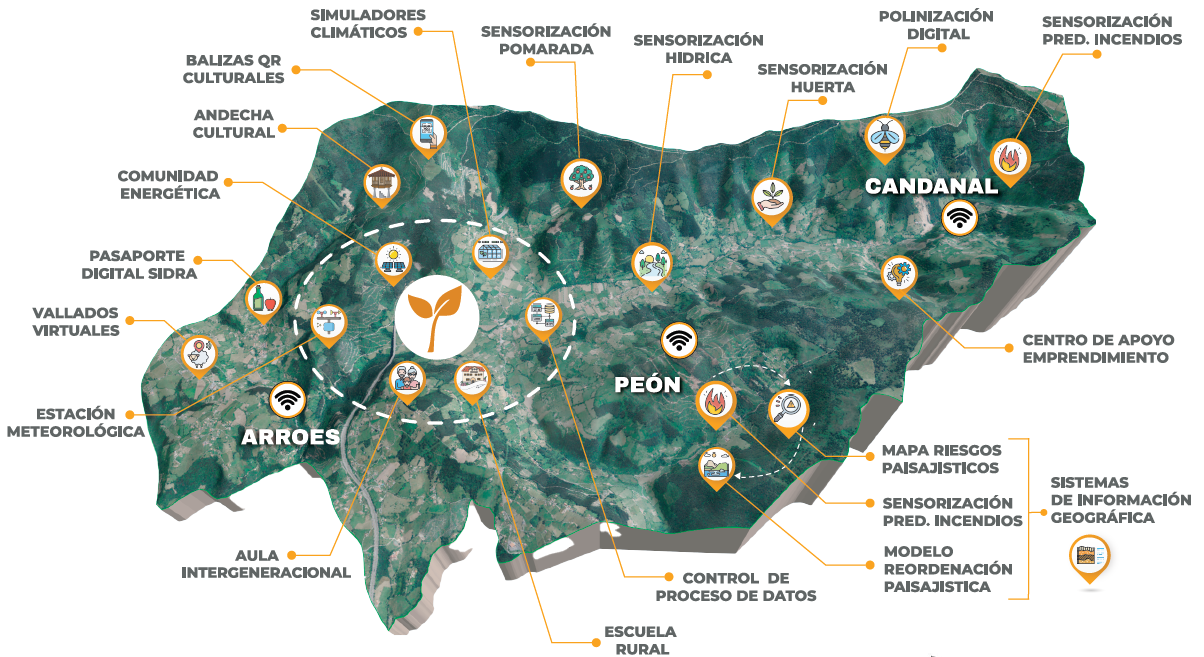 SIMULADORES
CLIMÁTICOS
SENSORIZACIÓN
POMARADA
SENSORIZACIÓN
HÍDRICA
POLINIZACIÓN
DIGITAL
SENSORIZACIÓN
PRED. INCENDIOS
BALIZAS QR
CULTURALES
SENSORIZACIÓN
HUERTA
ANDECHA
CULTURAL
COMUNIDAD
ENERGÉTICA
CANDANAL
PASAPORTE
DIGITAL SIDRA
VALLADOS
VIRTUALES
CENTRO DE APOYO
EMPRENDIMIENTO
PEÓN
ESTACIÓN
METEOROLÓGICA
ARROES
MAPA RIESGOS
PAISAJISTICOS
SENSORIZACIÓN
PRED. INCENDIOS
MODELO
REORDENACIÓN
PAISAJISTICA
SISTEMAS
DE INFORMACIÓN
GEOGRÁFICA
AULA
INTERGENERACIONAL
CONTROL DE
PROCESO DE DATOS
ESCUELA
RURAL